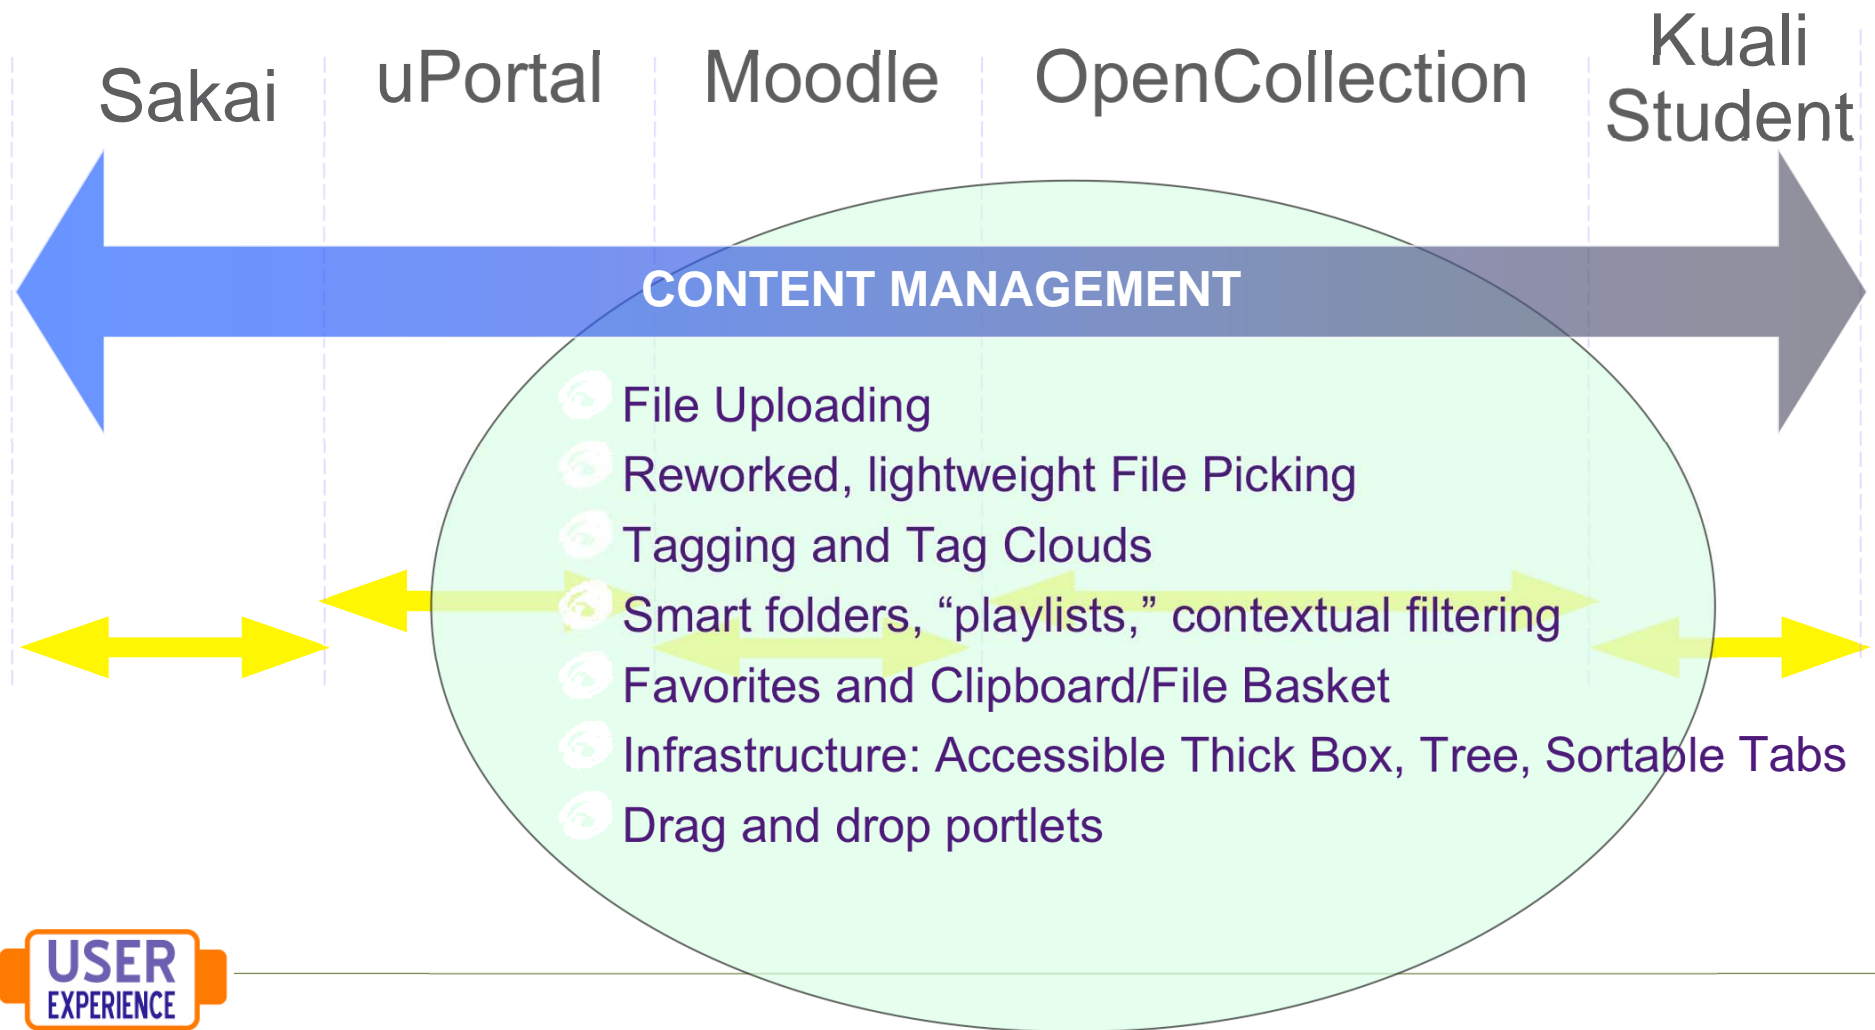 Sakai
uPortal
Moodle
OpenCollection
Kuali
Student
CONTENT MANAGEMENT
File Uploading
Reworked, lightweight File Picking
Tagging and Tag Clouds
Smart folders, “playlists,” contextual filtering
Favorites and Clipboard/File Basket
Infrastructure: Accessible Thick Box, Tree, Sortable Tabs
Drag and drop portlets
USER
EXPERIENCE